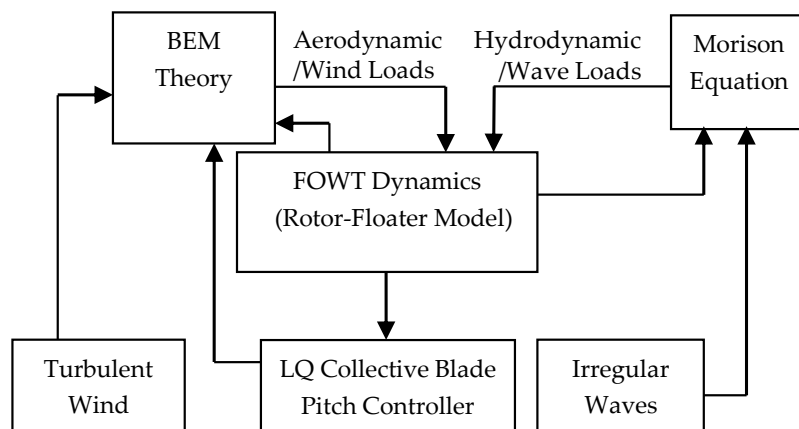 BEM
Theory
Aerodynamic
/Wind Loads
Hydrodynamic
/Wave Loads
Morison
Equation
FOWT Dynamics
(Rotor-Floater Model)
Turbulent
Wind
LQ Collective Blade
Pitch Controller
Irregular
Waves